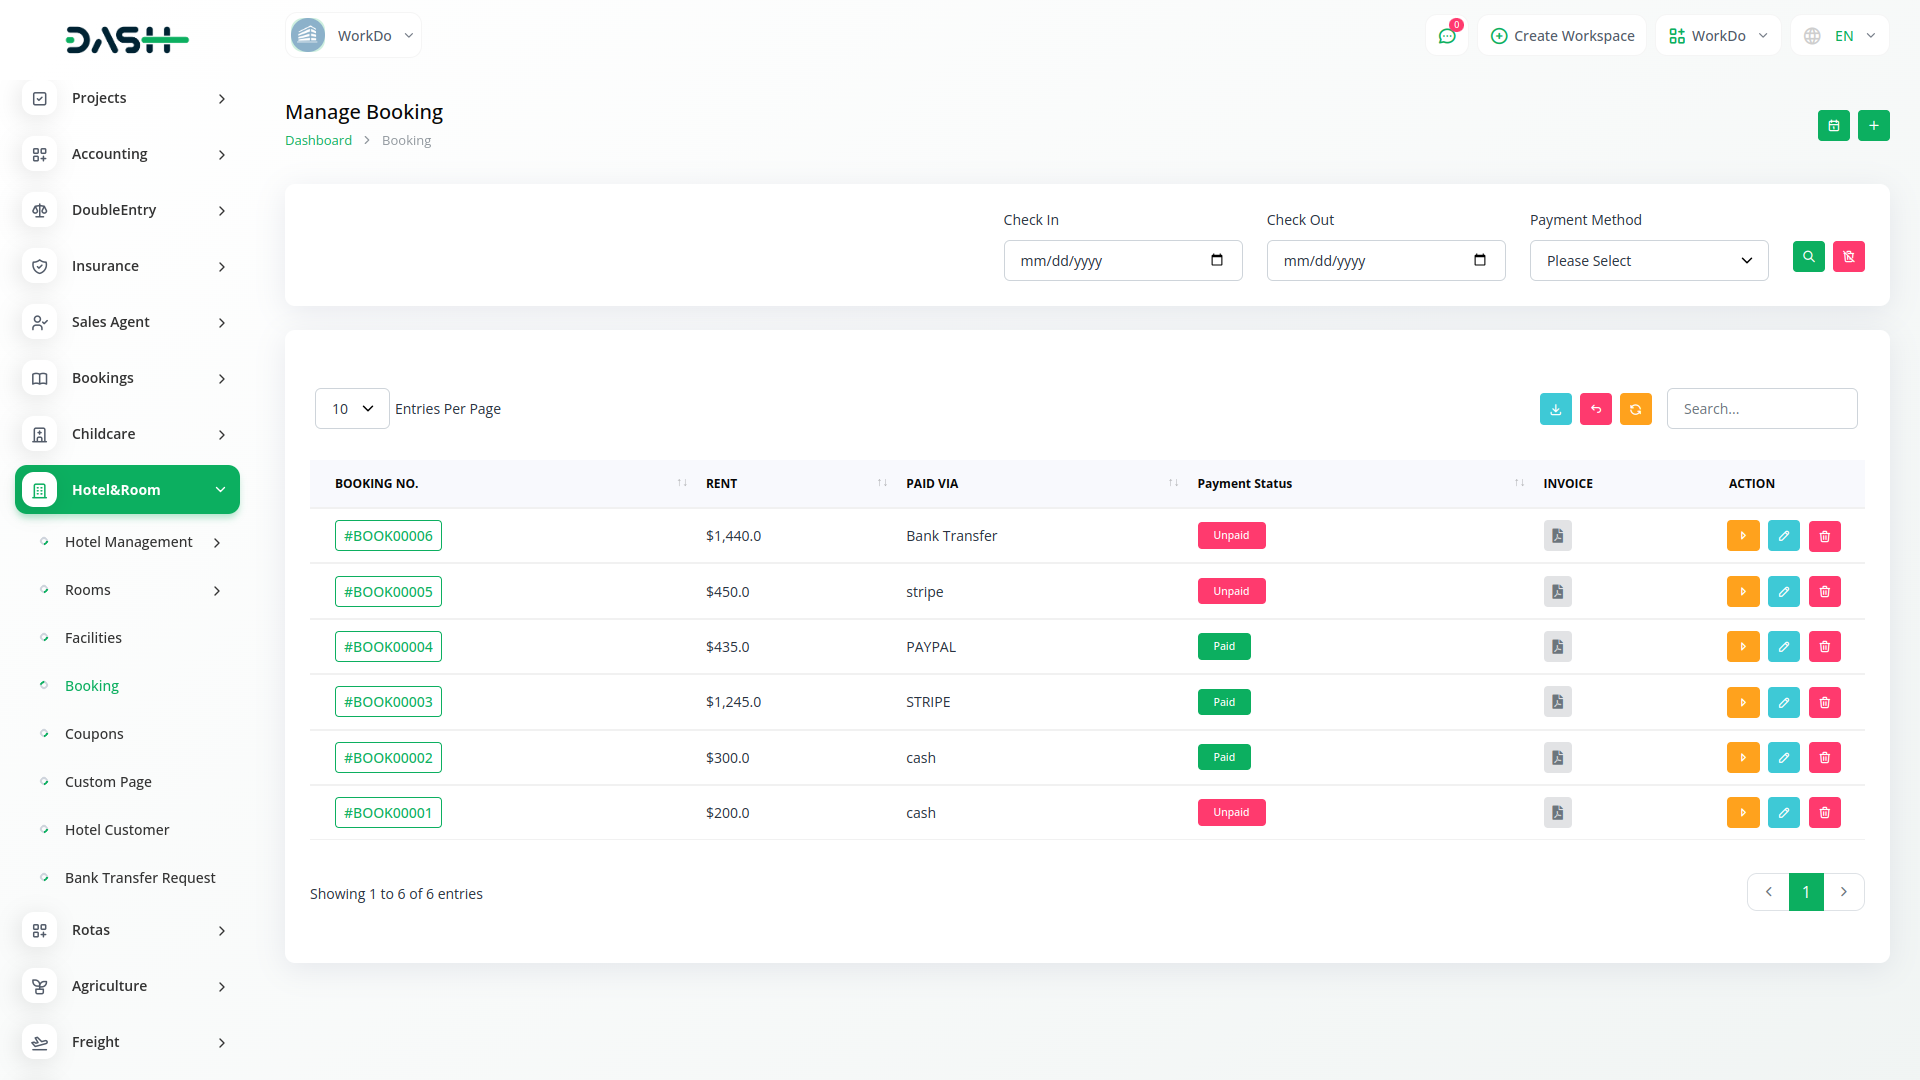 DASH
WorkDo
0
Create Workspace
WorkDo
EN
Projects
Accounting
DoubleEntry
Insurance
Sales Agent
Bookings
Childcare
Hotel&Room
Hotel Management
Rooms
Facilities
Booking
Coupons
Custom Page
Hotel Customer
Bank Transfer Request
Rotas
Agriculture
Freight
Manage Booking
Dashboard > Booking
Check In
Check Out
Payment Method
mm/dd/yyyy
mm/dd/yyyy
Please Select
10 Entries Per Page
Search...
BOOKING NO. RENT PAID VIA Payment Status INVOICE ACTION
#BOOK00006 $1,440.0 Bank Transfer Unpaid
#BOOK00005 $450.0 stripe Unpaid
#BOOK00004 $435.0 PAYPAL Paid
#BOOK00003 $1,245.0 STRIPE Paid
#BOOK00002 $300.0 cash Paid
#BOOK00001 $200.0 cash Unpaid
Showing 1 to 6 of 6 entries
1